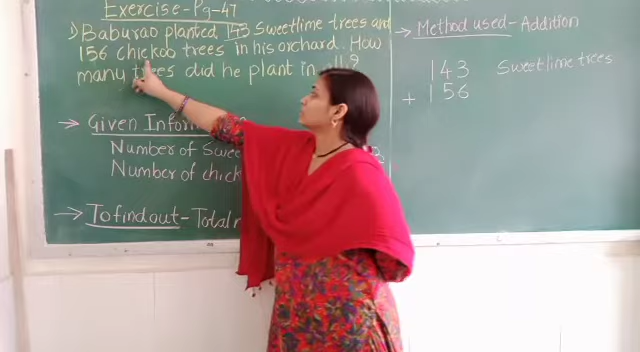 Exercise - Pg-47
1) Baburao planted 143 Sweetlime trees and
156 chickoo trees in his orchard. How
many trees did he plant in all?
→ Given Infor
Number of Swee
Number of chick
→ To find out - Total n
→ Method used - Addition
143 Sweetlime trees
+ 156